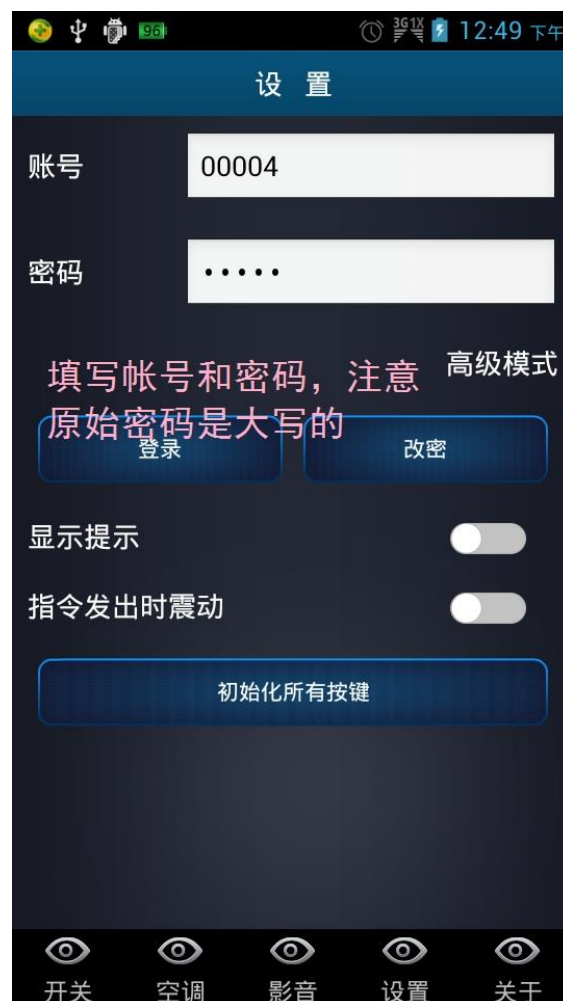 96 3G 1X 12:49 下午
设 置
账号 00004
密码 •••••
高级模式
填写帐号和密码，注意
原始密码是大写的
登录 改密
显示提示
指令发出时震动
初始化所有按键
开关 空调 影音 设置 关于